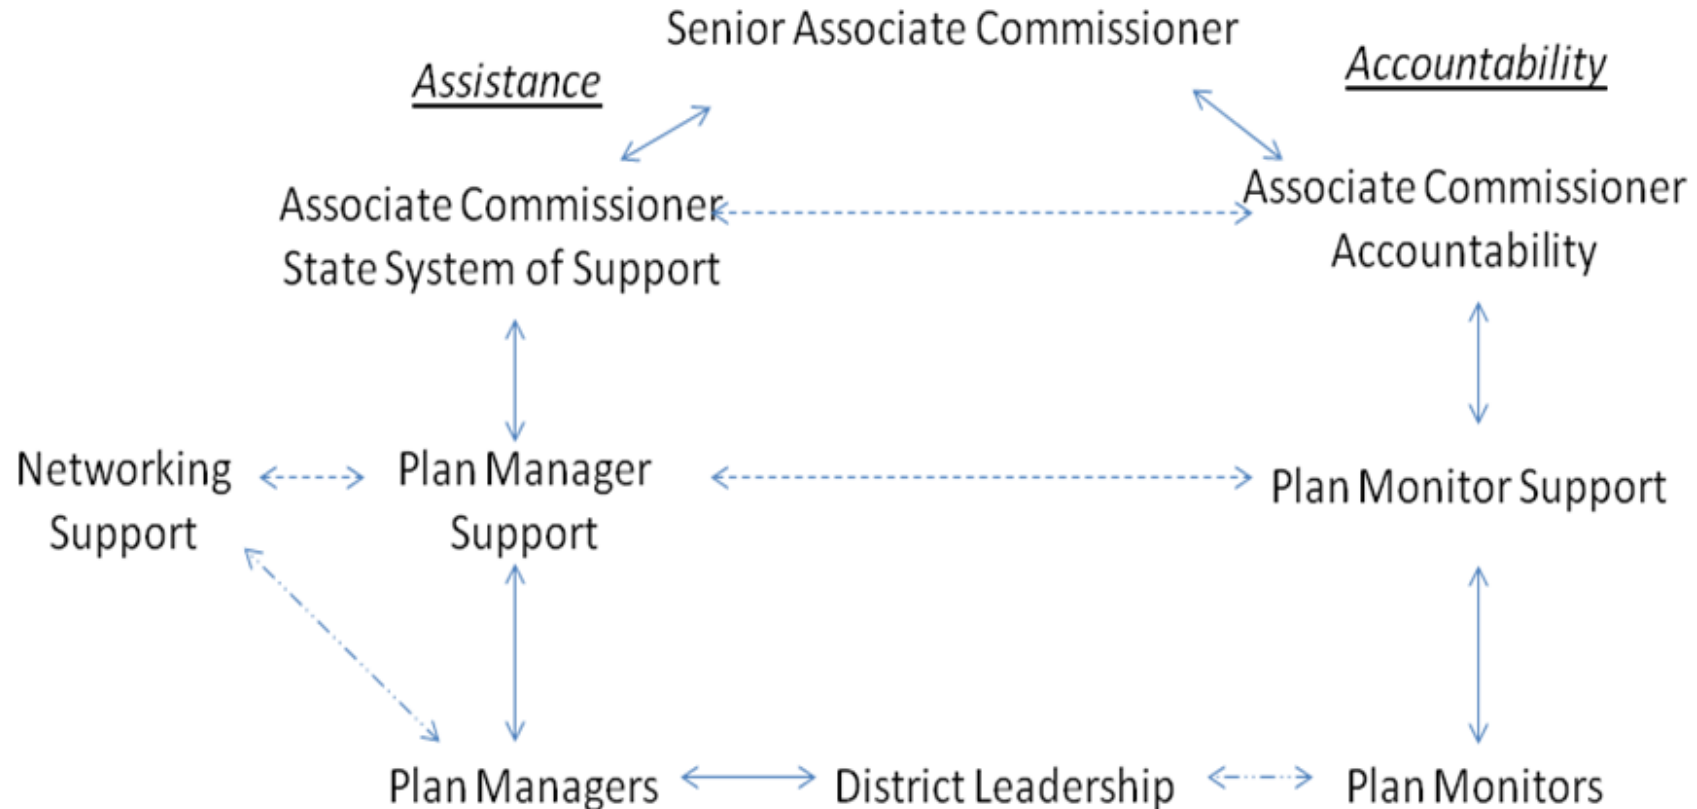 Senior Associate Commissioner
Assistance
Accountability
Associate Commissioner
State System of Support
Associate Commissioner
Accountability
Networking
Support
Plan Manager
Support
Plan Monitor Support
Plan Managers
District Leadership
Plan Monitors